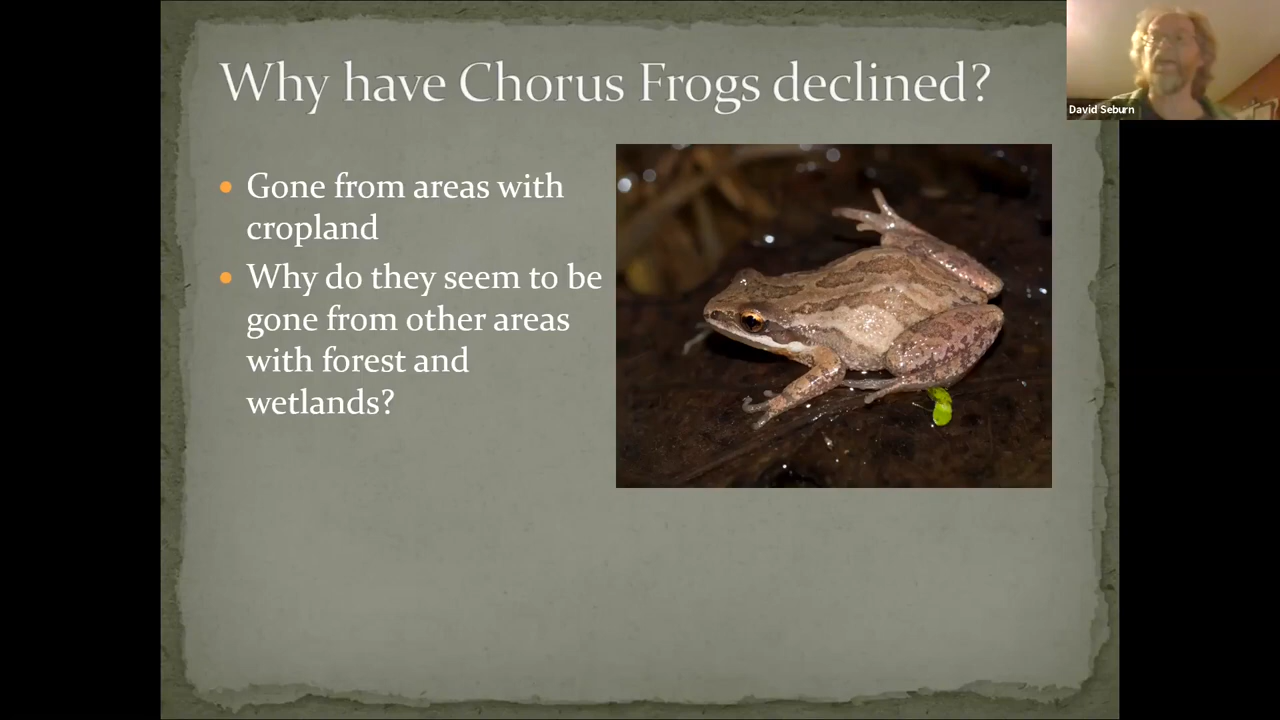 Why have Chorus Frogs declined?
David Seburn
Gone from areas with
cropland
Why do they seem to be
gone from other areas
with forest and
wetlands?